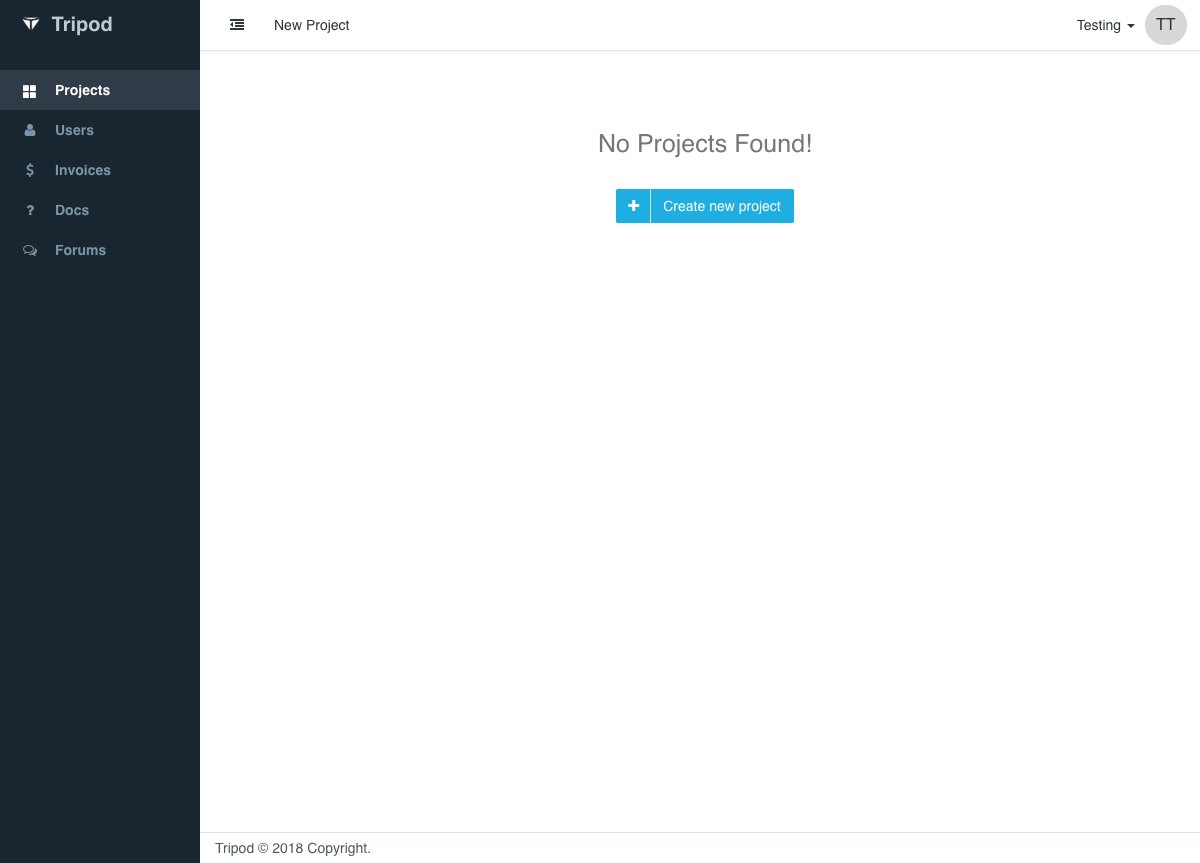 Tripod
New Project
Testing
TT
Projects
Users
Invoices
Docs
Forums
No Projects Found!
Create new project
Tripod © 2018 Copyright.